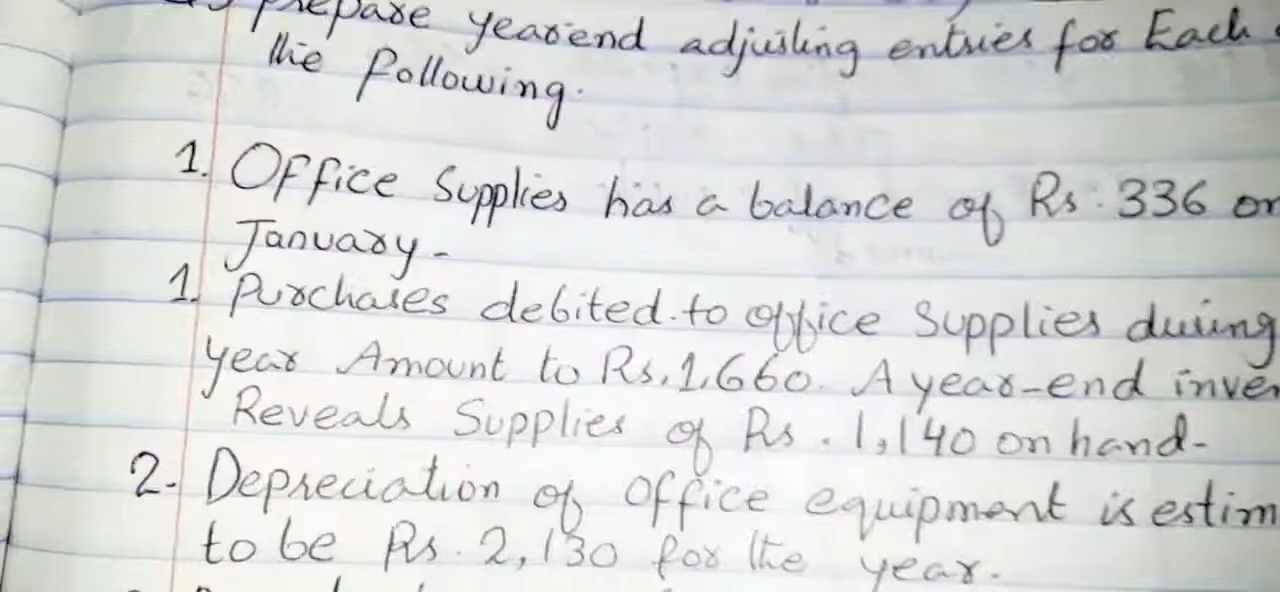 prepare yearend adjusting entries for Each
the following.
1. Office Supplies has a balance of Rs. 336 on
January.
1. Purchases debited to office Supplies during
year Amount to Rs. 1,660. A year-end inven
Reveals Supplies of Rs. 1,140 on hand-
2. Depreciation of office equipment is estim
to be Rs. 2,130 for the year.